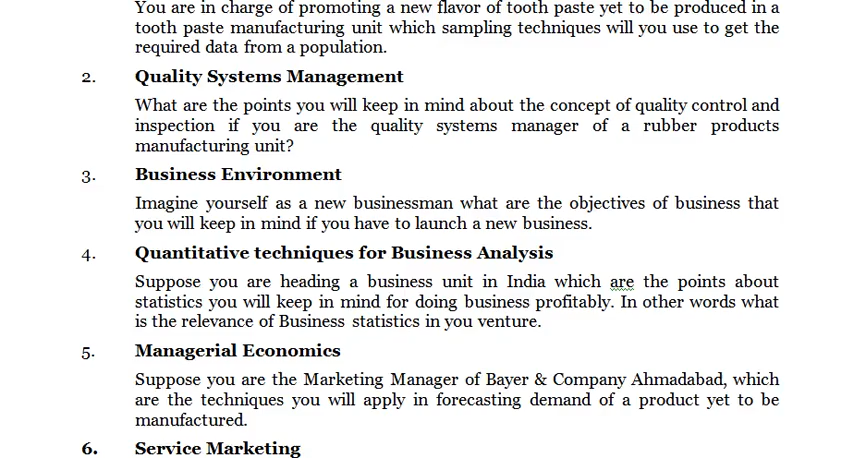 You are in charge of promoting a new flavor of tooth paste yet to be produced in a
tooth paste manufacturing unit which sampling techniques will you use to get the
required data from a population.
2. Quality Systems Management
What are the points you will keep in mind about the concept of quality control and
inspection if you are the quality systems manager of a rubber products
manufacturing unit?
3. Business Environment
Imagine yourself as a new businessman what are the objectives of business that
you will keep in mind if you have to launch a new business.
4. Quantitative techniques for Business Analysis
Suppose you are heading a business unit in India which are the points about
statistics you will keep in mind for doing business profitably. In other words what
is the relevance of Business statistics in you venture.
5. Managerial Economics
Suppose you are the Marketing Manager of Bayer & Company Ahmadabad, which
are the techniques you will apply in forecasting demand of a product yet to be
manufactured.
6. Service Marketing